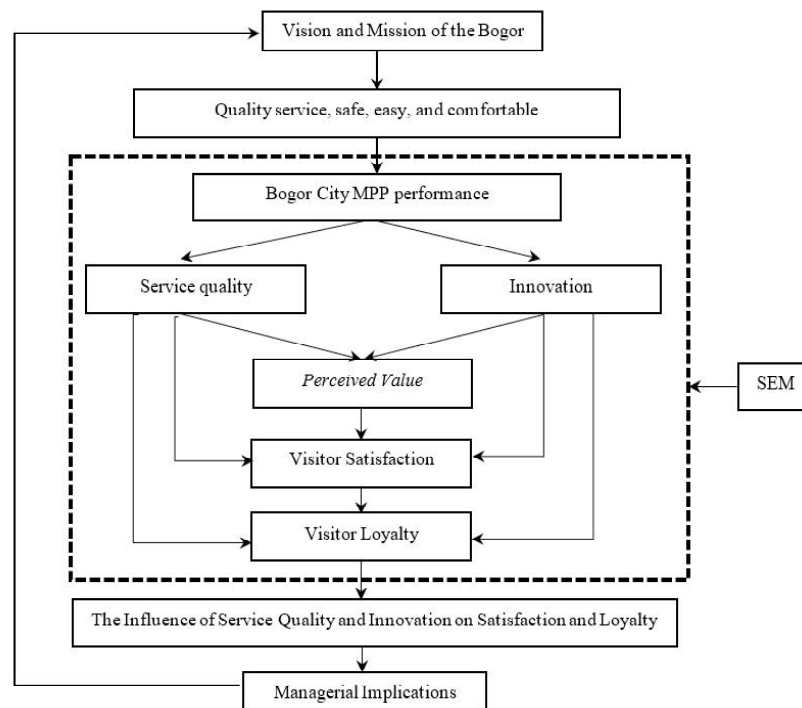 Vision and Mission of the Bogor
Quality service, safe, easy, and comfortable
Bogor City MPP performance
Service quality
Innovation
Perceived Value
SEM
Visitor Satisfaction
Visitor Loyalty
The Influence of Service Quality and Innovation on Satisfaction and Loyalty
Managerial Implications